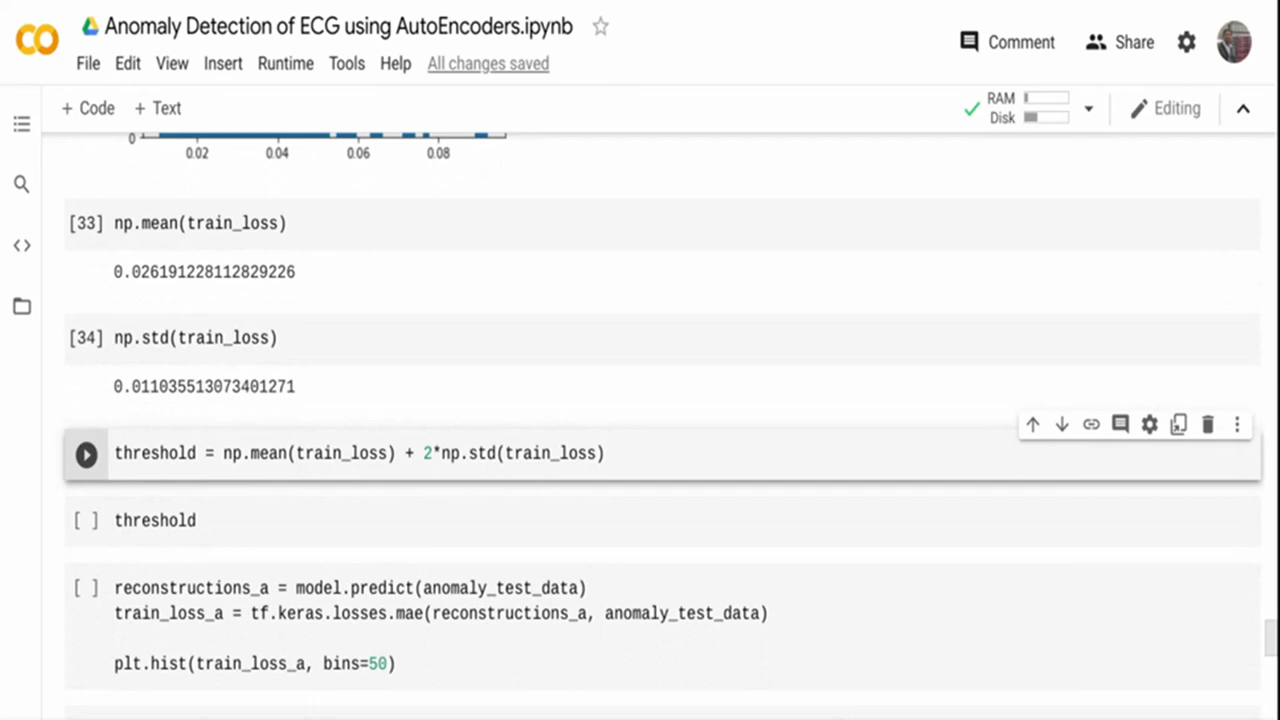 Anomaly Detection of ECG using AutoEncoders.ipynb
File Edit View Insert Runtime Tools Help All changes saved
Comment Share
+ Code + Text
RAM
Disk
Editing
0
0.02 0.04 0.06 0.08
[33] np.mean(train_loss)
0.026191228112829226
[34] np.std(train_loss)
0.011035513073401271
threshold = np.mean(train_loss) + 2*np.std(train_loss)
[ ] threshold
[ ] reconstructions_a = model.predict(anomaly_test_data)
train_loss_a = tf.keras.losses.mae(reconstructions_a, anomaly_test_data)
plt.hist(train_loss_a, bins=50)